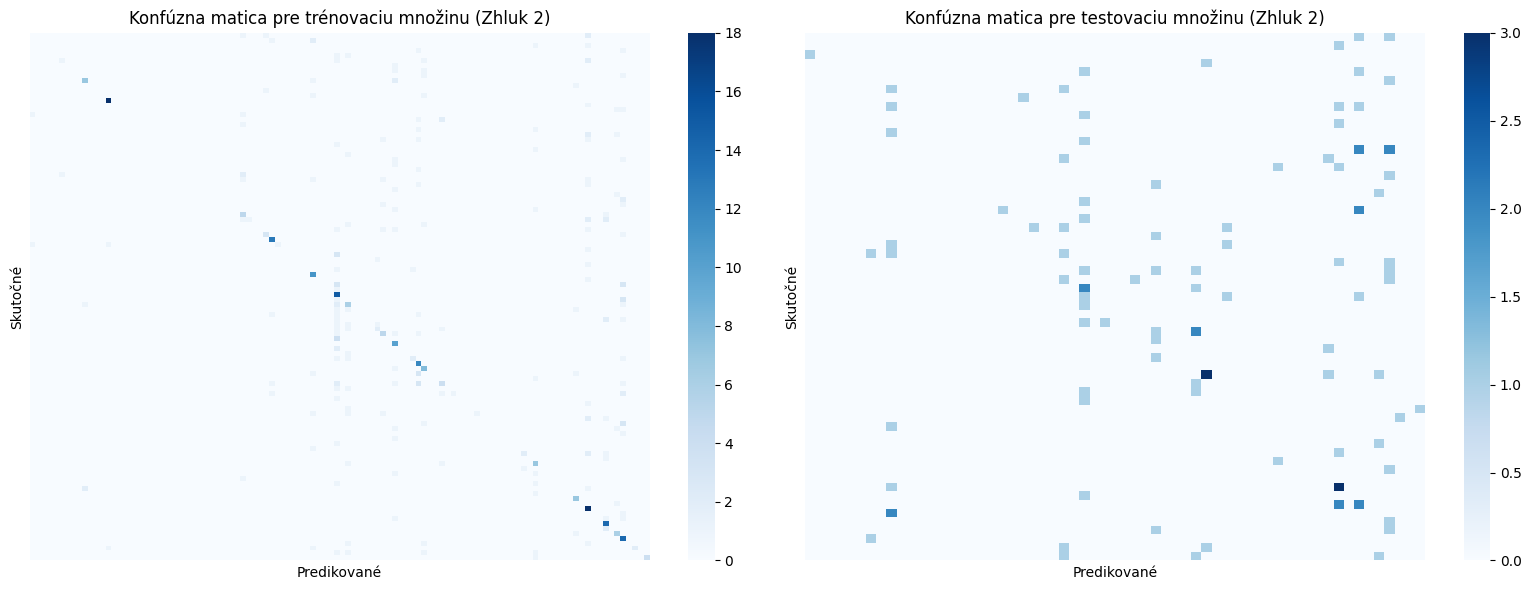 Konfúzna matica pre trénovaciu množinu (Zhluk 2)
Skutočné
Predikované
18
16
14
12
10
8
6
4
2
0
Konfúzna matica pre testovaciu množinu (Zhluk 2)
Skutočné
Predikované
3.0
2.5
2.0
1.5
1.0
0.5
0.0